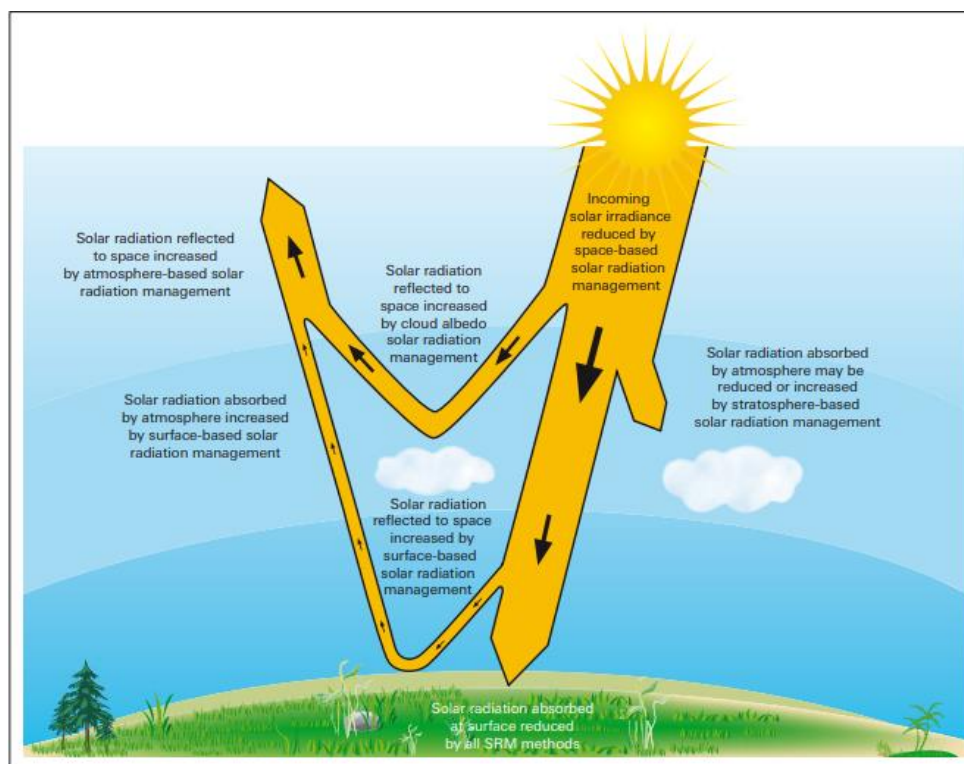 Incoming
solar irradiance
reduced by
space-based
solar radiation
management
Solar radiation reflected
to space increased
by atmosphere-based solar
radiation management
Solar radiation
reflected to
space increased
by cloud albedo
solar radiation
management
Solar radiation absorbed
by atmosphere may be
reduced or increased
by stratosphere-based
solar radiation management
Solar radiation absorbed
by atmosphere increased
by surface-based solar
radiation management
Solar radiation
reflected to space
increased by
surface-based
solar radiation
management
Solar radiation absorbed
at surface reduced
by all SRM methods